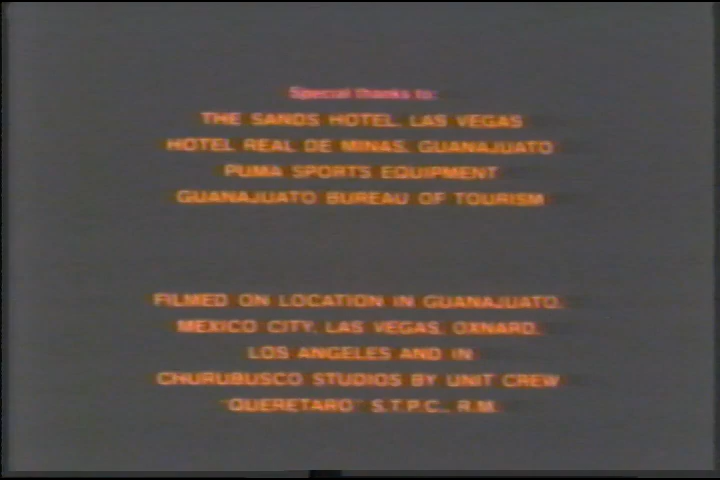 Special thanks to:
THE SANDS HOTEL, LAS VEGAS
HOTEL REAL DE MINAS, GUANAJUATO
PUMA SPORTS EQUIPMENT
GUANAJUATO BUREAU OF TOURISM
FILMED ON LOCATION IN GUANAJUATO,
MEXICO CITY, LAS VEGAS, OXNARD,
LOS ANGELES AND IN
CHURUBUSCO STUDIOS BY UNIT CREW
"QUERETARO" S.T.P.C., R.M.